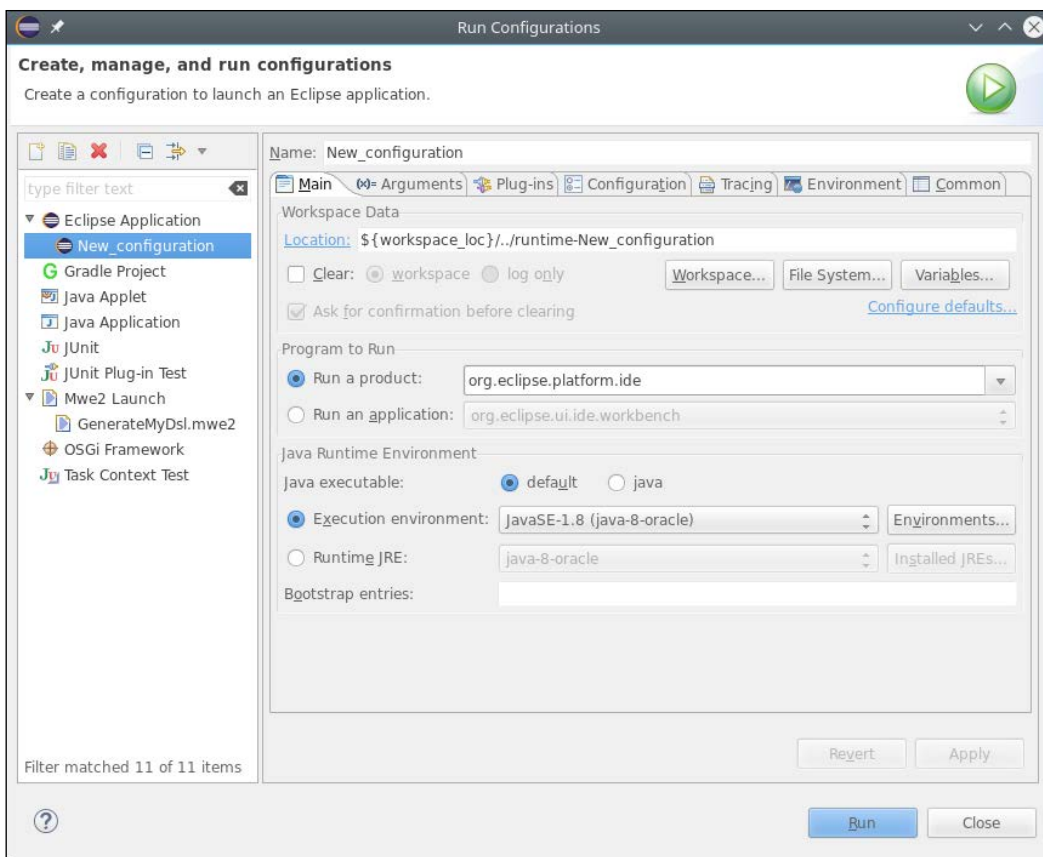 Run Configurations
Create, manage, and run configurations
Create a configuration to launch an Eclipse application.
type filter text
Eclipse Application
New_configuration
Gradle Project
Java Applet
Java Application
JUnit
JUnit Plug-in Test
Mwe2 Launch
GenerateMyDsl.mwe2
OSGi Framework
Task Context Test
Filter matched 11 of 11 items
Name: New_configuration
Main Arguments Plug-ins Configuration Tracing Environment Common
Workspace Data
Location: ${workspace_loc}/../runtime-New_configuration
Clear: workspace log only Workspace... File System... Variables...
Ask for confirmation before clearing Configure defaults...
Program to Run
Run a product: org.eclipse.platform.ide
Run an application: org.eclipse.ui.ide.workbench
Java Runtime Environment
Java executable: default java
Execution environment: JavaSE-1.8 (java-8-oracle) Environments...
Runtime JRE: java-8-oracle Installed JREs...
Bootstrap entries:
Revert Apply
? Run Close